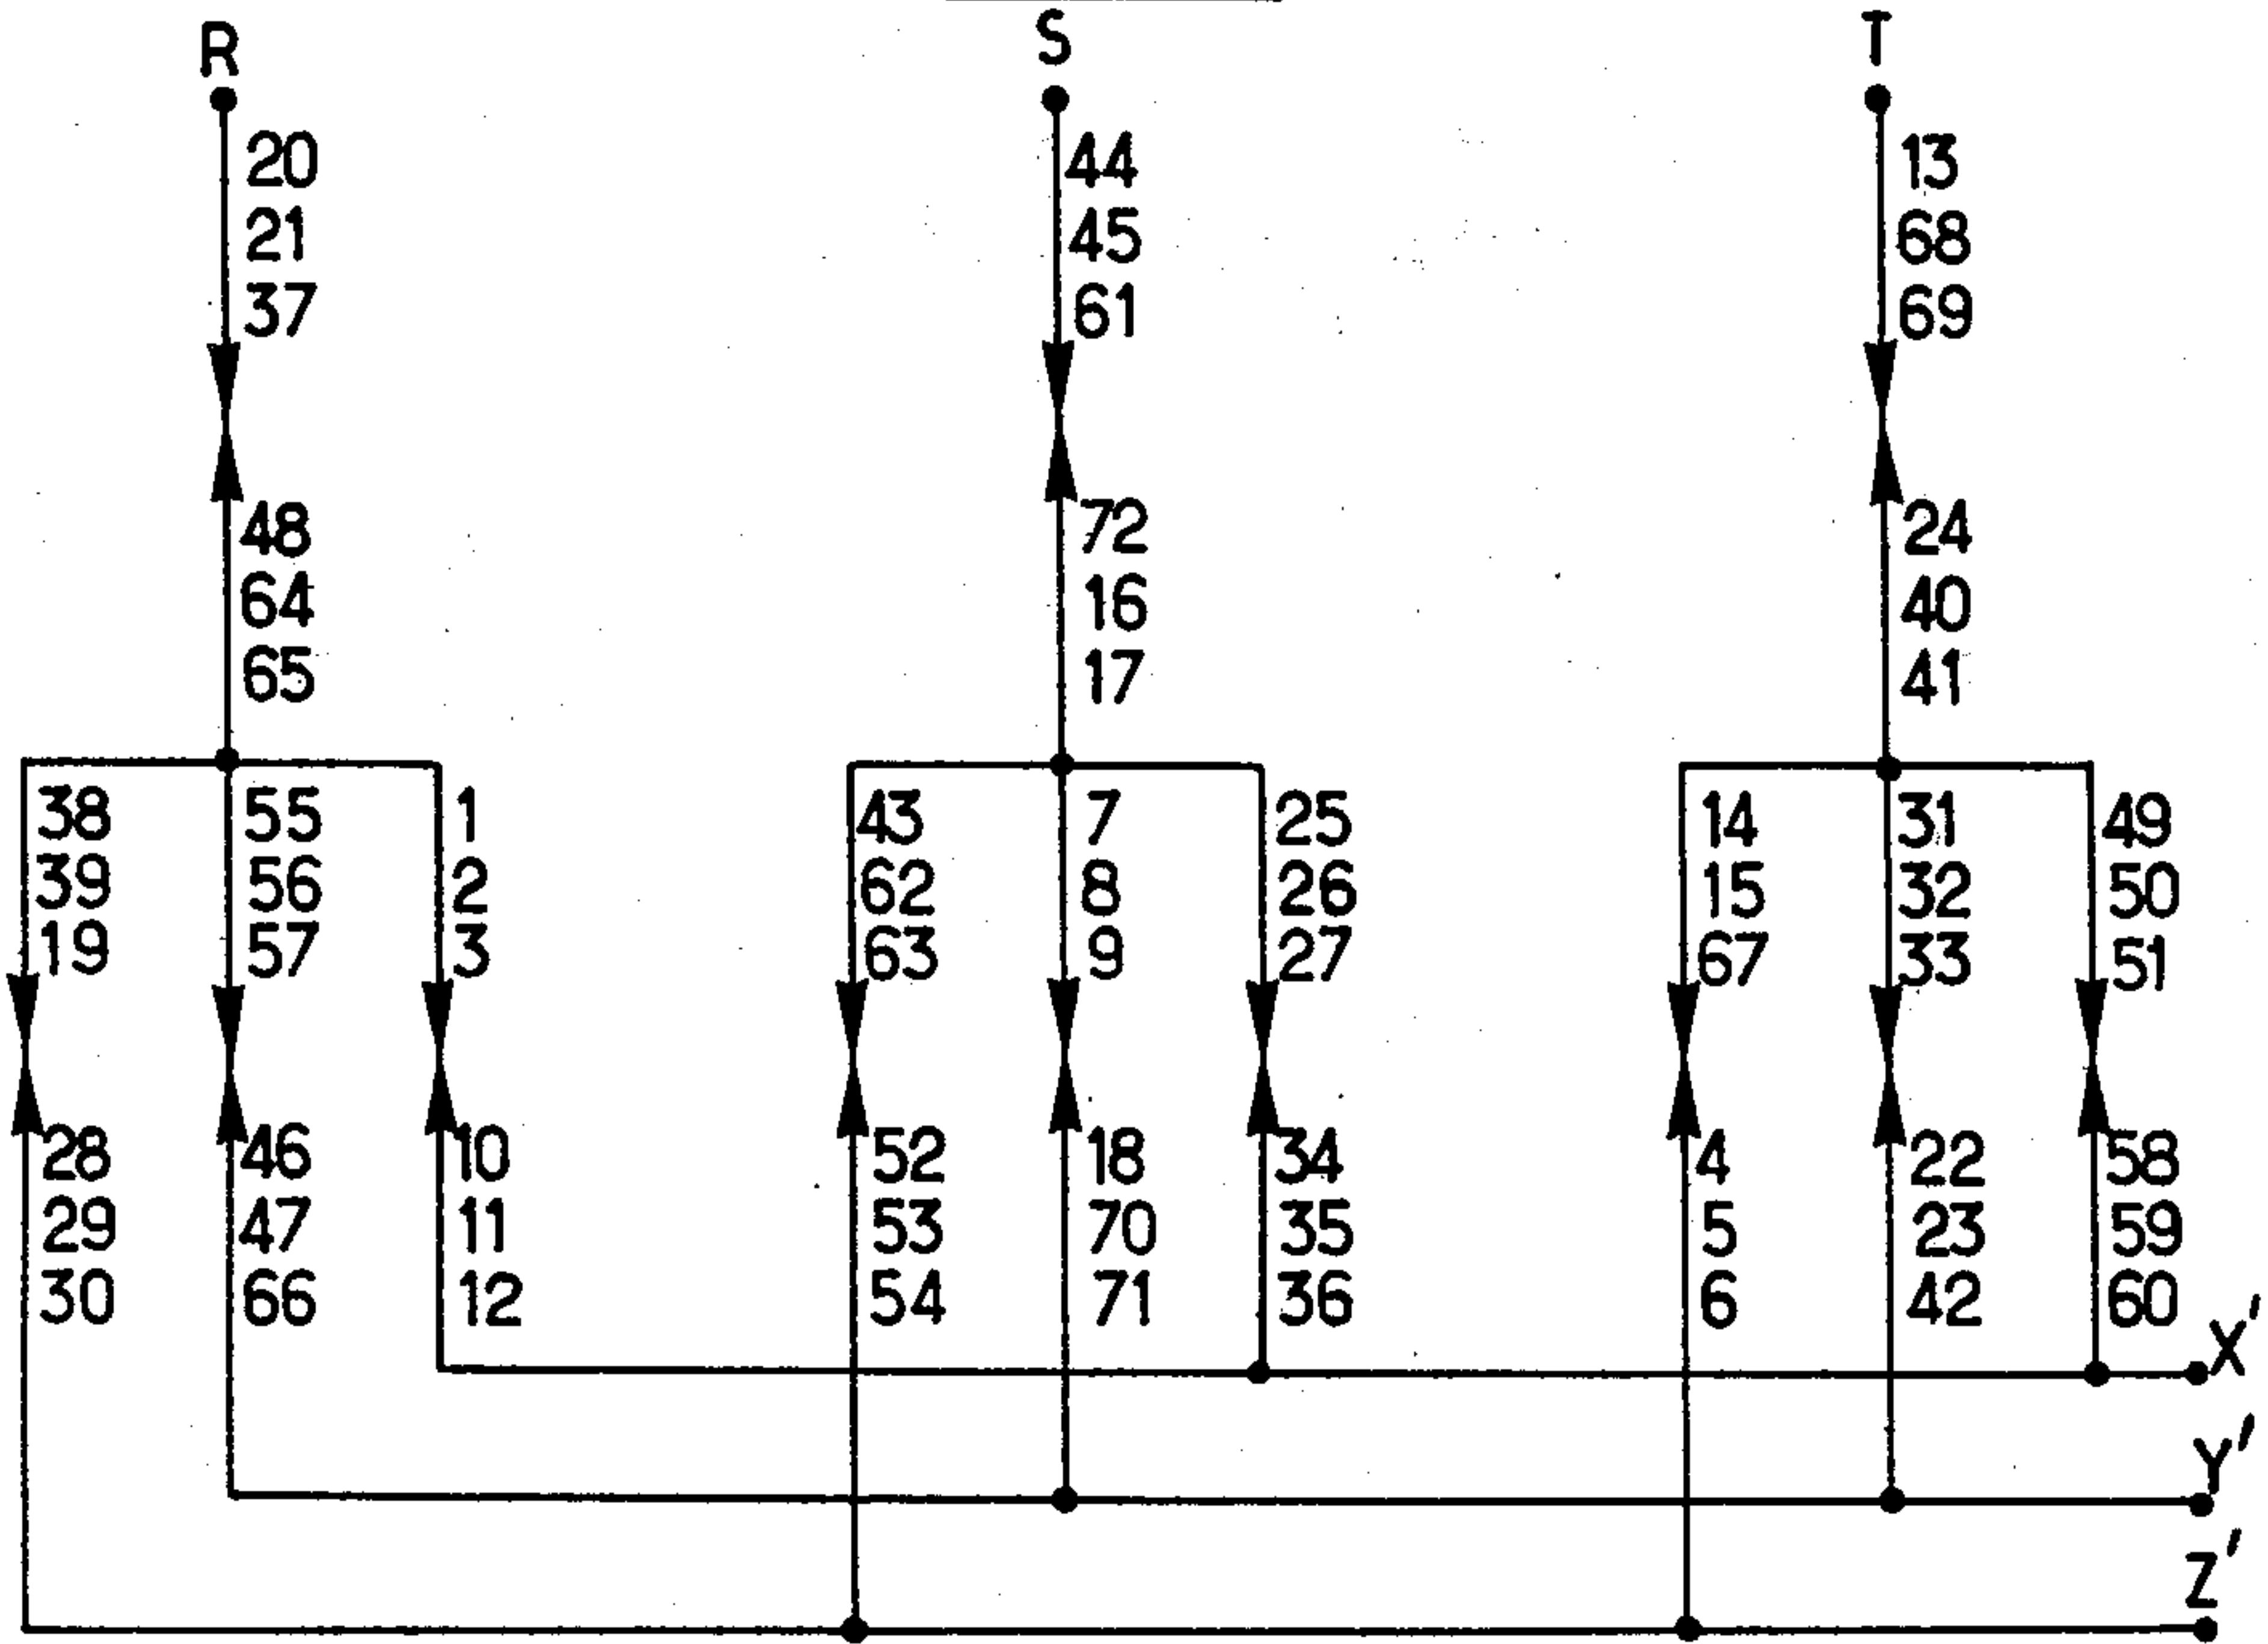 R S T
20 44 13
21 45 68
37 61 69
48 72 24
64 16 40
65 17 41
38 55 1 43 7 25 14 31 49
39 56 2 62 8 26 15 32 50
19 57 3 63 9 27 67 33 51
28 46 10 52 18 34 4 22 58
29 47 11 53 70 35 5 23 59
30 66 12 54 71 36 6 42 60
X'
Y'
Z'